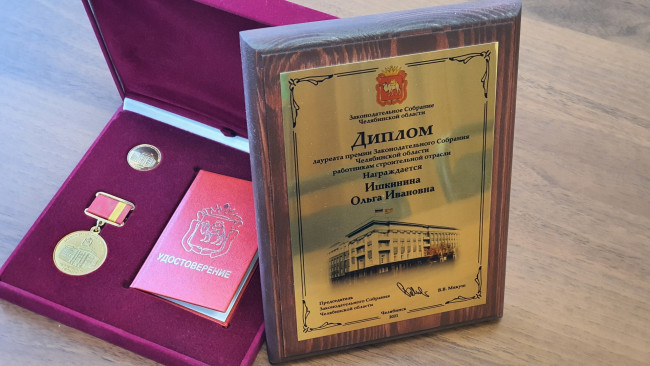 Законодательное Собрание
Челябинской области
Диплом
лауреата премии Законодательного Собрания
Челябинской области
работникам строительной отрасли
Награждается
Ишкинина
Ольга Ивановна
Председатель
Законодательного Собрания
Челябинской области
В.В. Мякуш
Челябинск
УДОСТОВЕРЕНИЕ